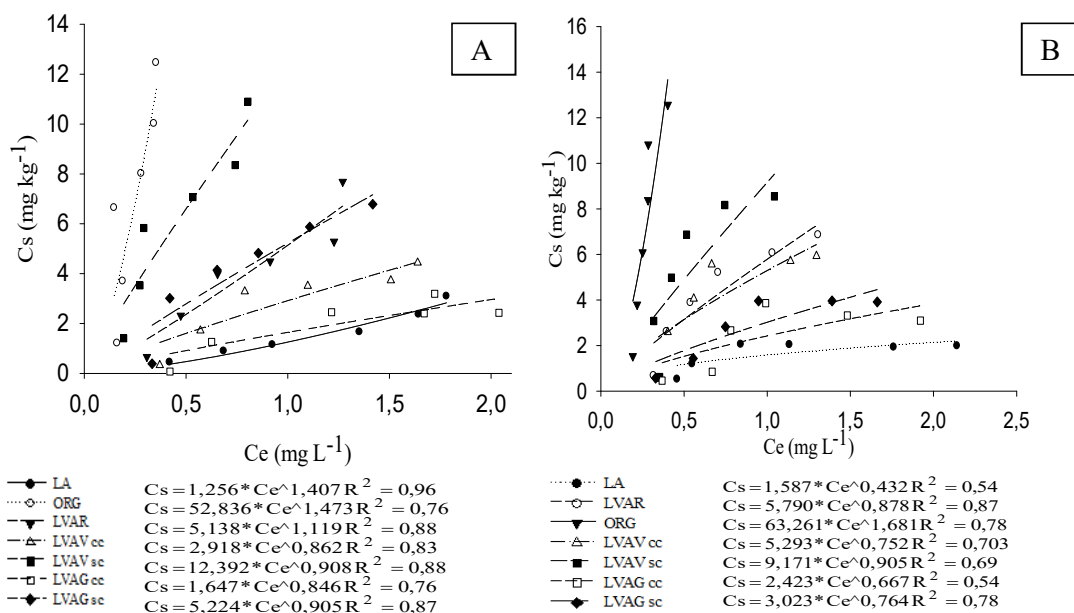 A
14
12
10
8
6
4
2
0
Cs (mg kg⁻¹)
0,0 0,5 1,0 1,5 2,0
Ce (mg L⁻¹)
LA Cs=1,256*Ce^1,407 R² = 0,96
ORG Cs=52,836*Ce^1,473 R² = 0,76
LVAR Cs=5,138*Ce^1,119 R² = 0,88
LVAV cc Cs=2,918*Ce^0,862 R² = 0,83
LVAV sc Cs=12,392*Ce^0,908 R² = 0,88
LVAG cc Cs=1,647*Ce^0,846 R² = 0,76
LVAG sc Cs=5,224*Ce^0,905 R² = 0,87
B
16
14
12
10
8
6
4
2
0
Cs (mg kg⁻¹)
0,0 0,5 1,0 1,5 2,0 2,5
Ce (mg L⁻¹)
LA Cs=1,587*Ce^0,432 R² = 0,54
LVAR Cs=5,790*Ce^0,878 R² = 0,87
ORG Cs=63,261*Ce^1,681 R² = 0,78
LVAV cc Cs=5,293*Ce^0,752 R² = 0,703
LVAV sc Cs=9,171*Ce^0,905 R² = 0,69
LVAG cc Cs=2,423*Ce^0,667 R² = 0,54
LVAG sc Cs=3,023*Ce^0,764 R² = 0,78